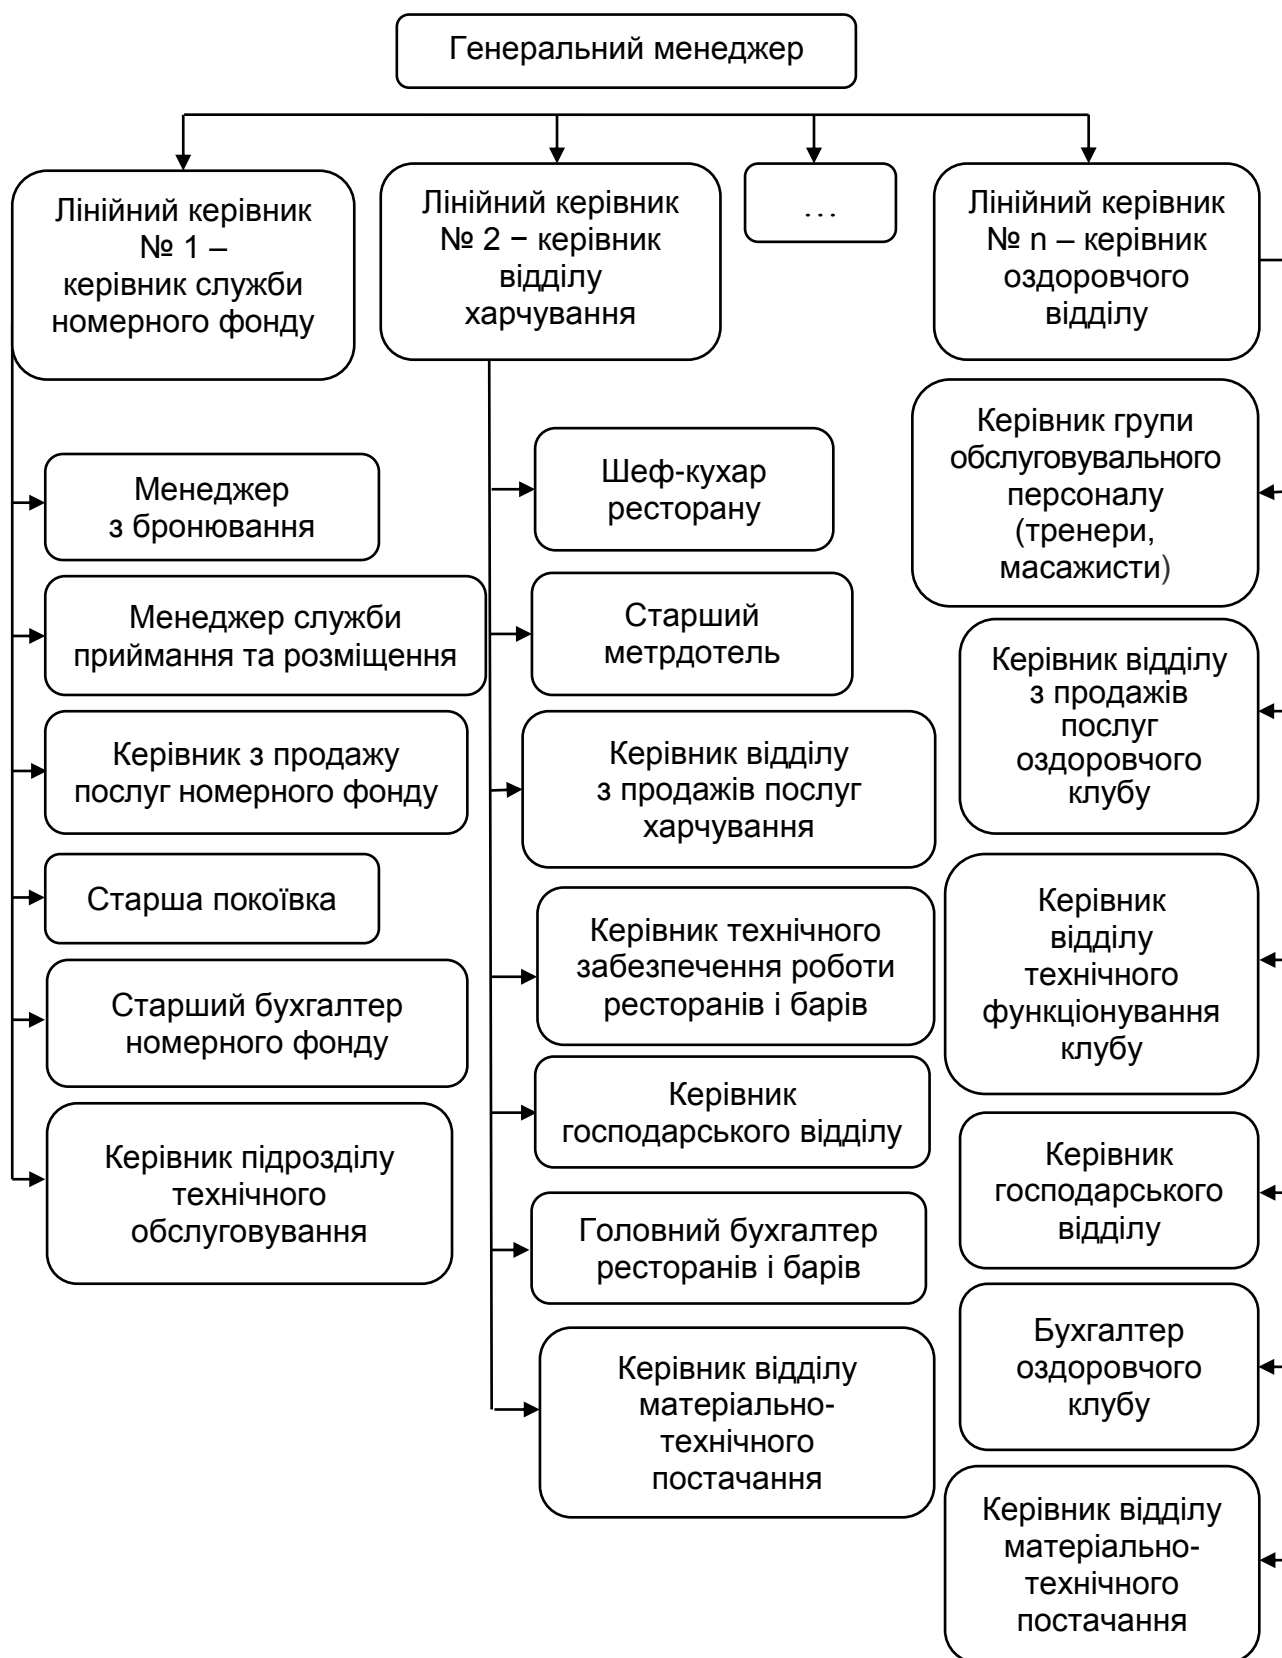 Генеральний менеджер
Лінійний керівник
№ 1 –
керівник служби
номерного фонду
Лінійний керівник
№ 2 − керівник
відділу
харчування
…
Лінійний керівник
№ n – керівник
оздоровчого
відділу
Менеджер
з бронювання
Менеджер служби
приймання та розміщення
Керівник з продажу
послуг номерного фонду
Старша покоївка
Старший бухгалтер
номерного фонду
Керівник підрозділу
технічного
обслуговування
Шеф-кухар
ресторану
Старший
метрдотель
Керівник відділу
з продажів послуг
харчування
Керівник технічного
забезпечення роботи
ресторанів і барів
Керівник
господарського відділу
Головний бухгалтер
ресторанів і барів
Керівник відділу
матеріально-
технічного
постачання
Керівник групи
обслуговувального
персоналу
(тренери,
масажисти)
Керівник відділу
з продажів
послуг
оздоровчого
клубу
Керівник
відділу
технічного
функціонування
клубу
Керівник
господарського
відділу
Бухгалтер
оздоровчого
клубу
Керівник відділу
матеріально-
технічного
постачання